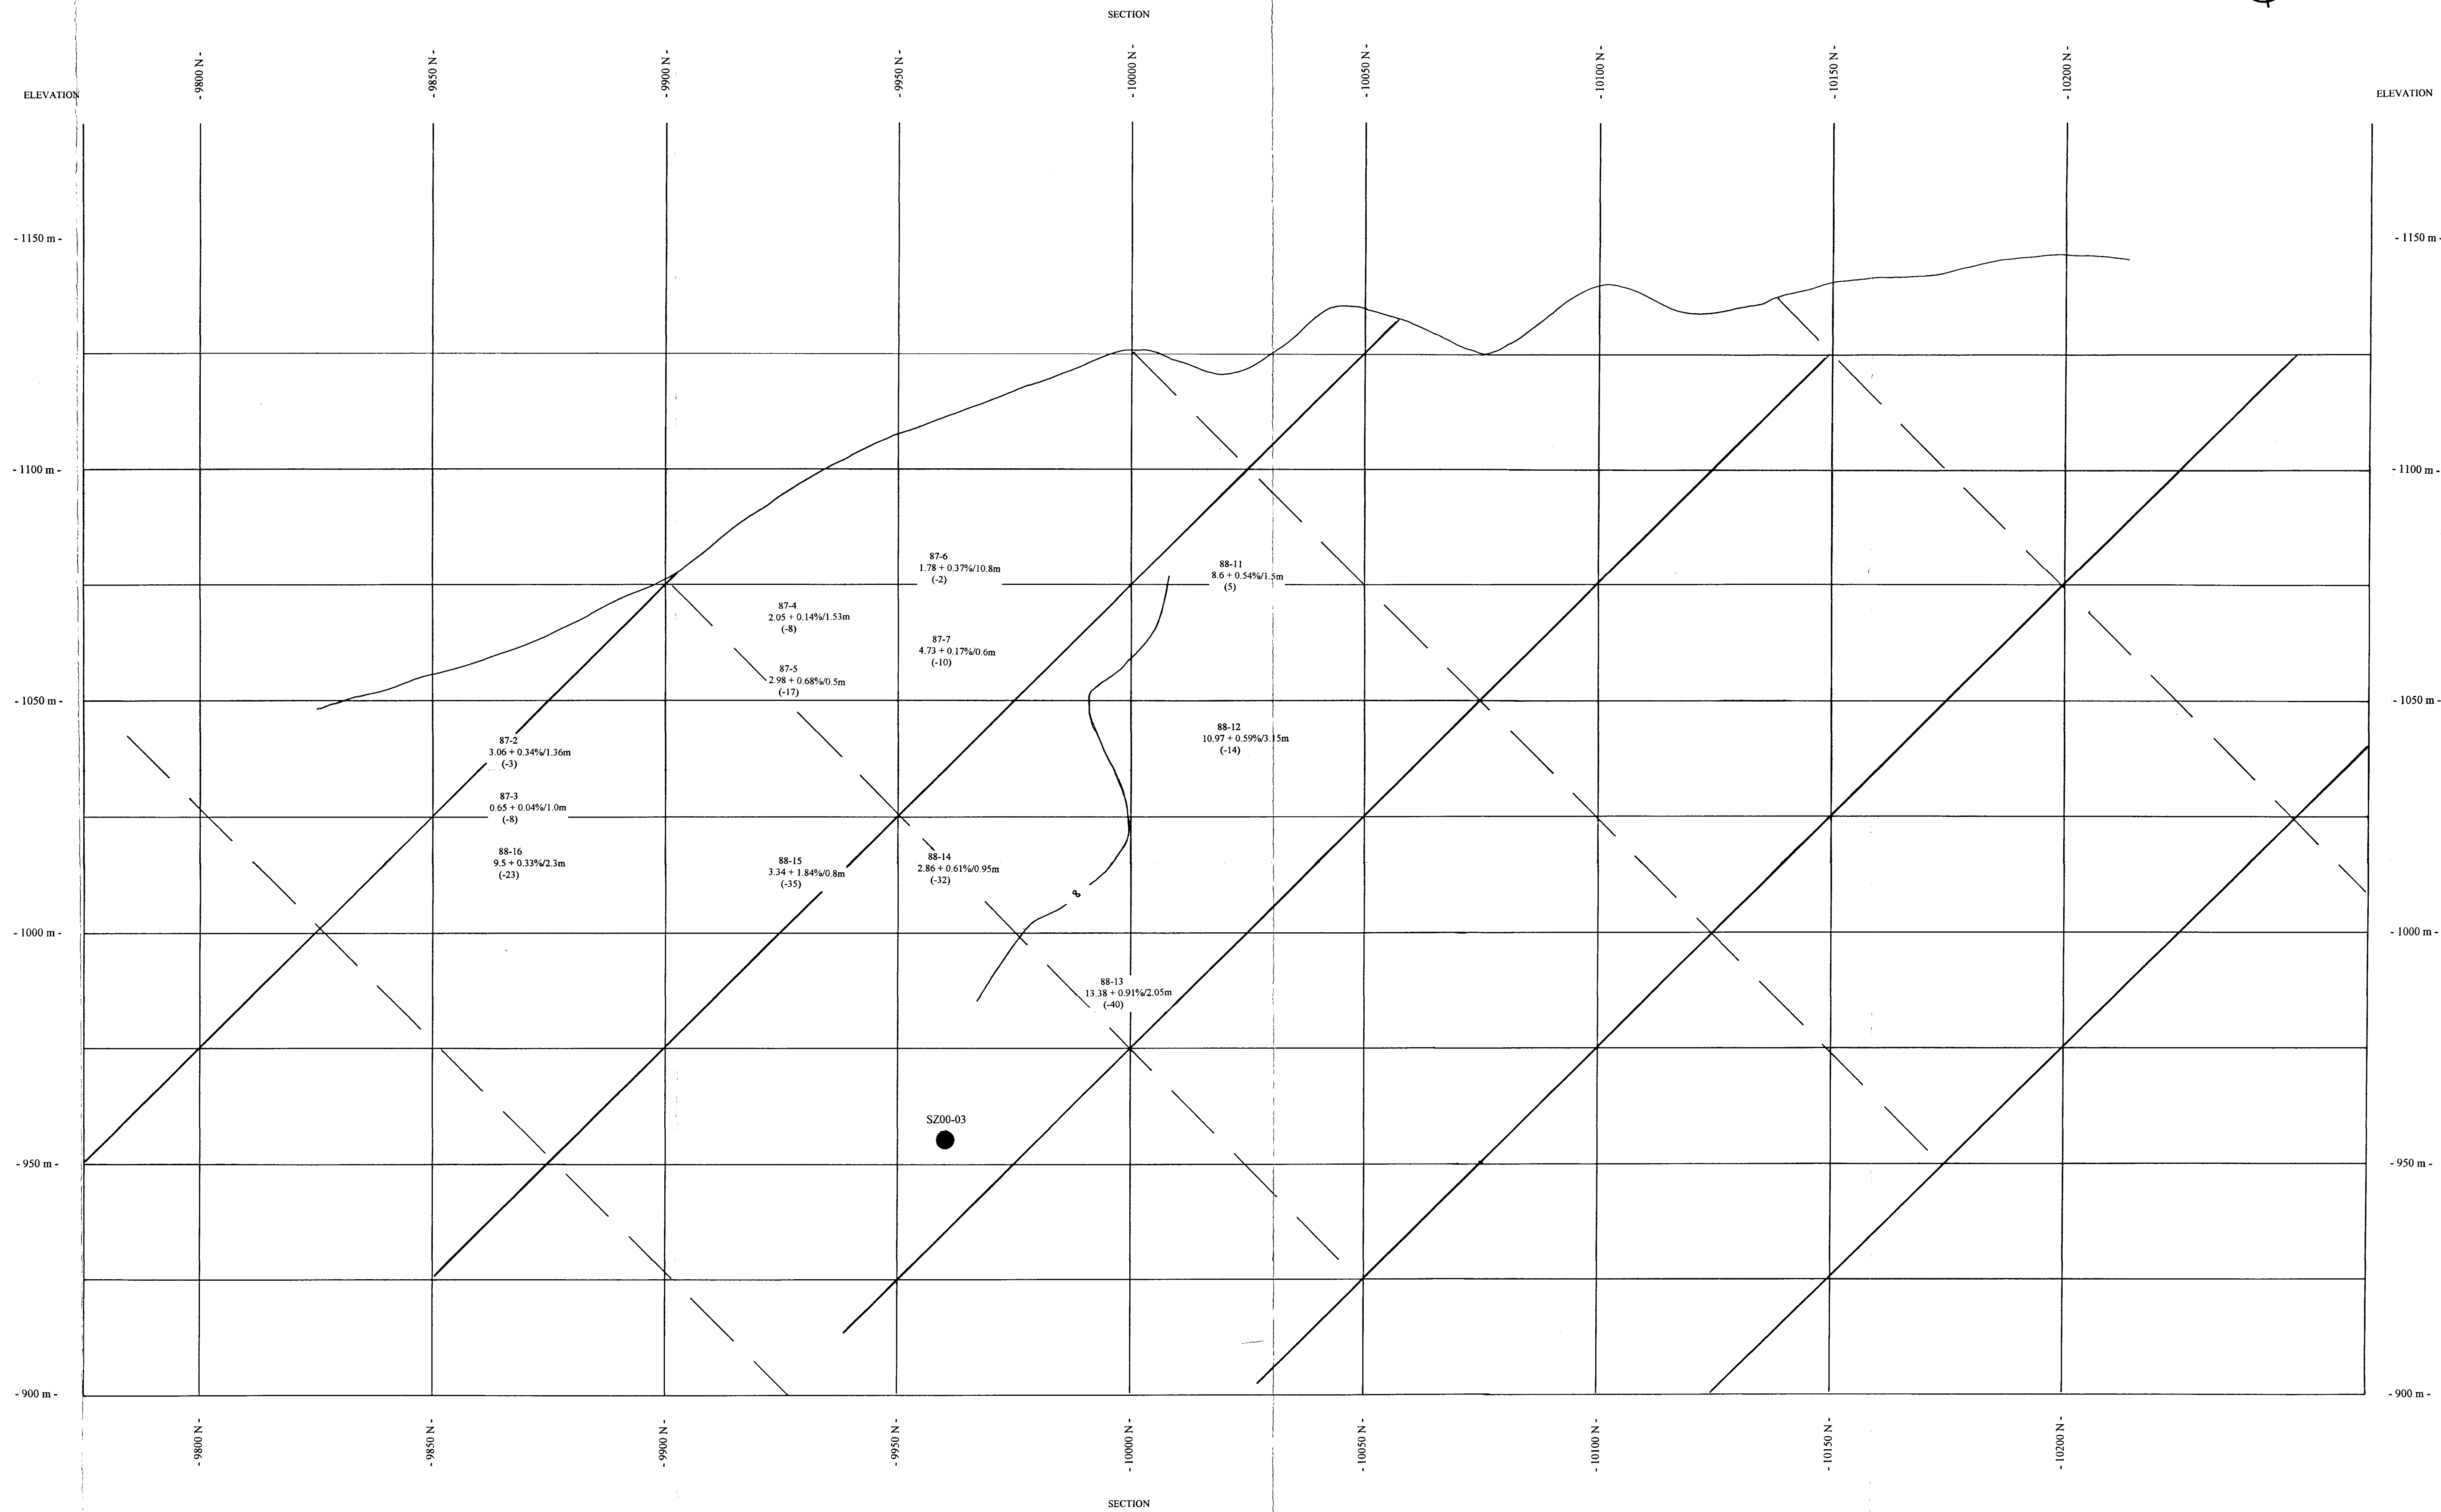 SECTION
- 9800 N -
- 9850 N -
- 9900 N -
- 9950 N -
- 10000 N -
- 10050 N -
- 10100 N -
- 10150 N -
- 10200 N -
ELEVATION
ELEVATION
- 1150 m -
- 1150 m -
- 1100 m -
- 1100 m -
87-6
1.78 + 0.37%/10.8m
(-2)
88-11
8.6 + 0.54%/1.5m
(5)
87-4
2.05 + 0.14%/1.53m
(-8)
87-7
4.73 + 0.17%/0.6m
(-10)
87-5
2.98 + 0.68%/0.5m
(-17)
- 1050 m -
- 1050 m -
87-2
3.06 + 0.34%/1.36m
(-3)
88-12
10.97 + 0.59%/3.15m
(-14)
87-3
0.65 + 0.04%/1.0m
(-8)
88-16
9.5 + 0.33%/2.3m
(-23)
88-15
3.34 + 1.84%/0.8m
(-35)
88-14
2.86 + 0.61%/0.95m
(-32)
8
- 1000 m -
- 1000 m -
88-13
13.38 + 0.91%/2.05m
(-40)
SZ00-03
- 950 m -
- 950 m -
- 900 m -
- 900 m -
- 9800 N -
- 9850 N -
- 9900 N -
- 9950 N -
- 10000 N -
- 10050 N -
- 10100 N -
- 10150 N -
- 10200 N -
SECTION